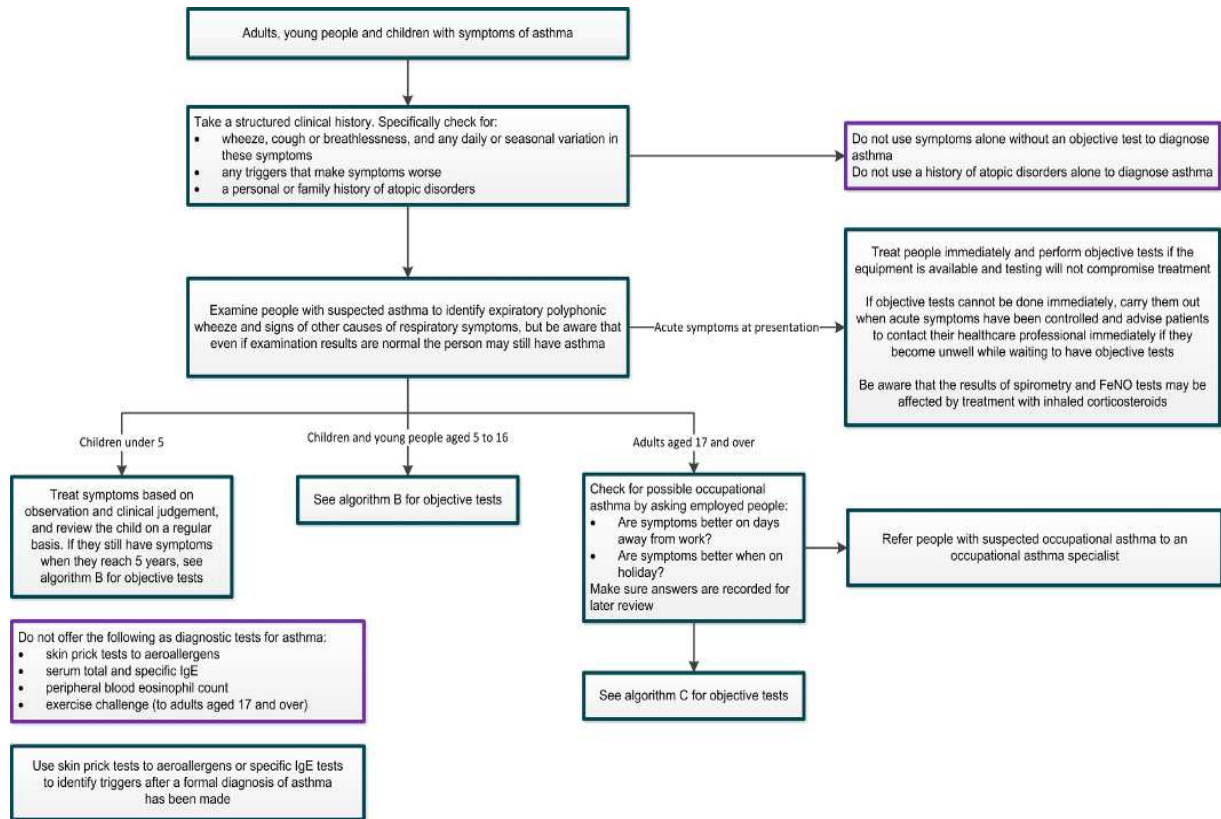 Adults, young people and children with symptoms of asthma
Take a structured clinical history. Specifically check for:
• wheeze, cough or breathlessness, and any daily or seasonal variation in
these symptoms
• any triggers that make symptoms worse
• a personal or family history of atopic disorders
Do not use symptoms alone without an objective test to diagnose
asthma
Do not use a history of atopic disorders alone to diagnose asthma
Examine people with suspected asthma to identify expiratory polyphonic
wheeze and signs of other causes of respiratory symptoms, but be aware that
even if examination results are normal the person may still have asthma
Acute symptoms at presentation
Treat people immediately and perform objective tests if the
equipment is available and testing will not compromise treatment
If objective tests cannot be done immediately, carry them out
when acute symptoms have been controlled and advise patients
to contact their healthcare professional immediately if they
become unwell while waiting to have objective tests
Be aware that the results of spirometry and FeNO tests may be
affected by treatment with inhaled corticosteroids
Children under 5
Children and young people aged 5 to 16
Adults aged 17 and over
Treat symptoms based on
observation and clinical judgement,
and review the child on a regular
basis. If they still have symptoms
when they reach 5 years, see
algorithm B for objective tests
See algorithm B for objective tests
Check for possible occupational
asthma by asking employed people:
• Are symptoms better on days
away from work?
• Are symptoms better when on
holiday?
Make sure answers are recorded for
later review
Refer people with suspected occupational asthma to an
occupational asthma specialist
Do not offer the following as diagnostic tests for asthma:
• skin prick tests to aeroallergens
• serum total and specific IgE
• peripheral blood eosinophil count
• exercise challenge (to adults aged 17 and over)
See algorithm C for objective tests
Use skin prick tests to aeroallergens or specific IgE tests
to identify triggers after a formal diagnosis of asthma
has been made